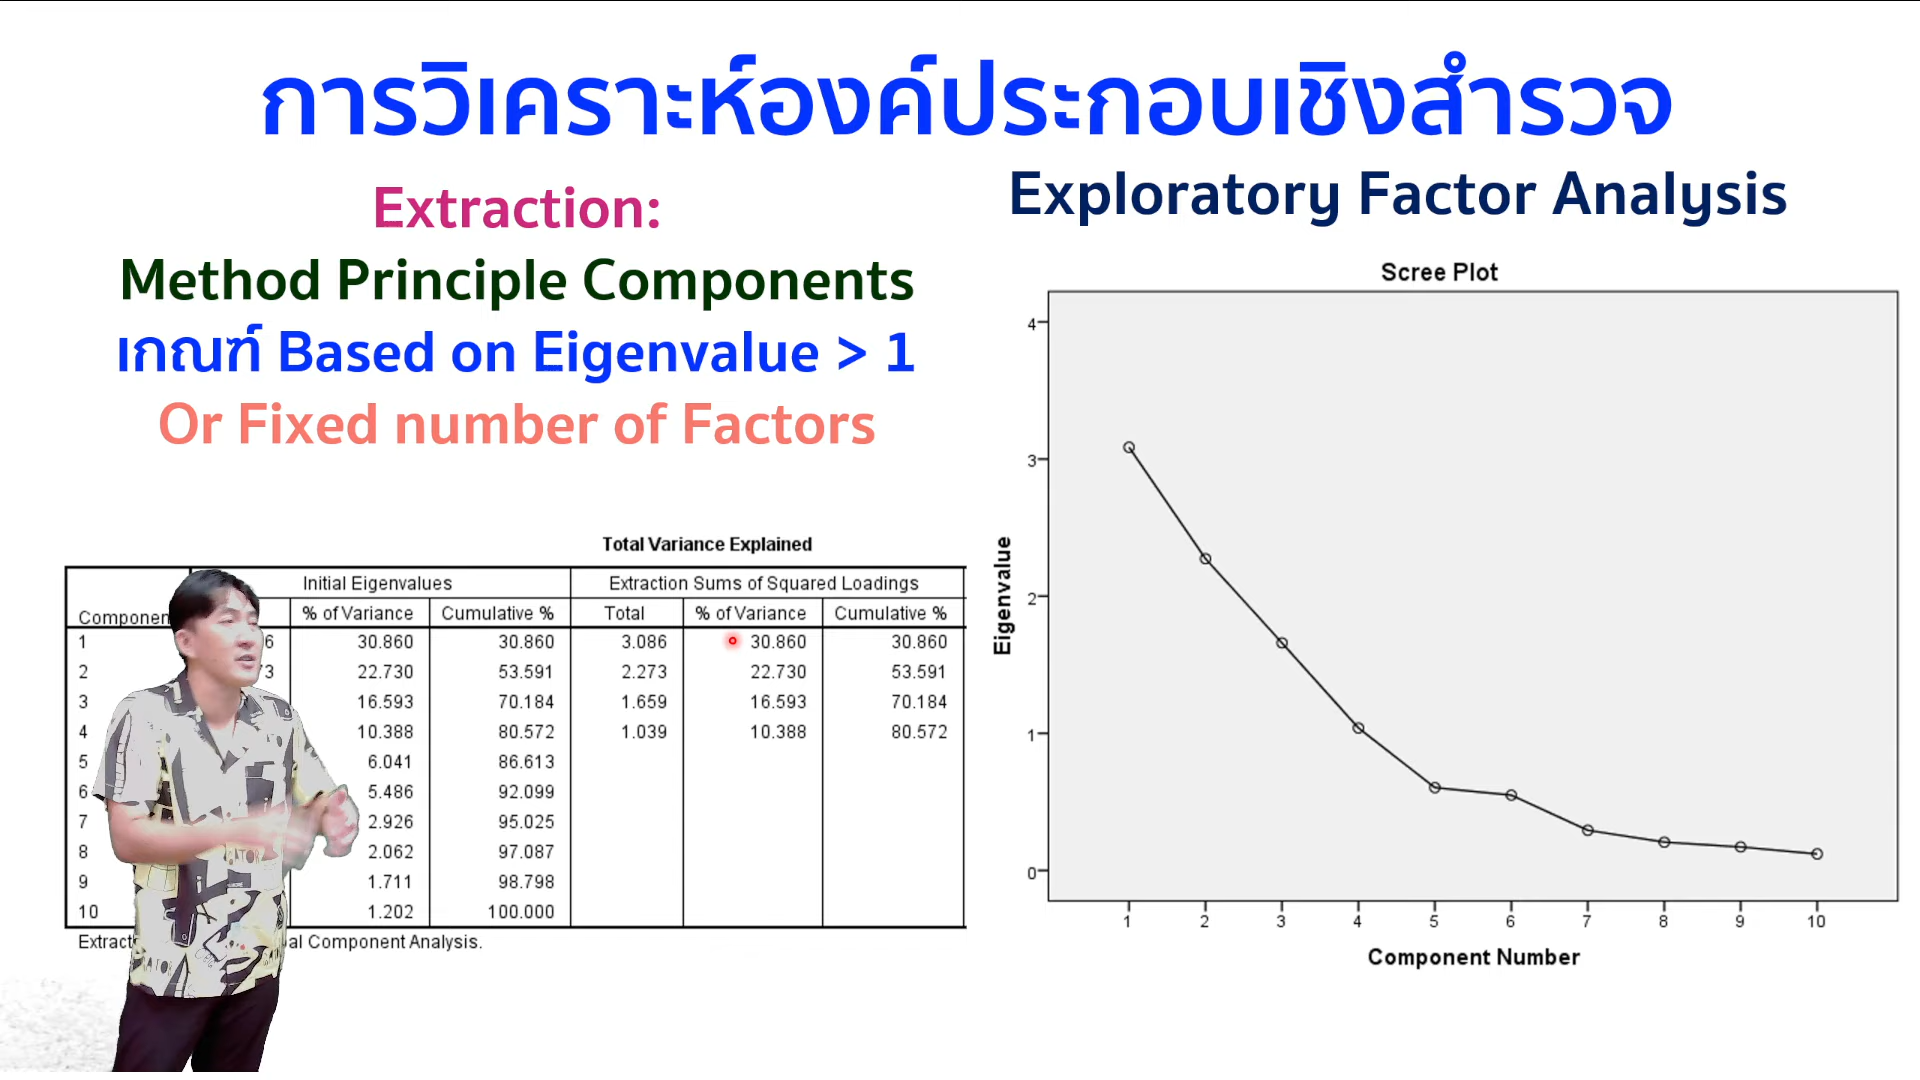 การวิเคราะห์องค์ประกอบเชิงสำรวจ
Exploratory Factor Analysis
Extraction:
Method Principle Components
เกณฑ์ Based on Eigenvalue > 1
Or Fixed number of Factors
Total Variance Explained
Initial Eigenvalues Extraction Sums of Squared Loadings
% of Variance Cumulative % Total % of Variance Cumulative %
1 30.860 30.860 3.086 30.860 30.860
2 22.730 53.591 2.273 22.730 53.591
3 16.593 70.184 1.659 16.593 70.184
4 10.388 80.572 1.039 10.388 80.572
5 6.041 86.613
6 5.486 92.099
7 2.926 95.025
8 2.062 97.087
9 1.711 98.798
10 1.202 100.000
Component Analysis.
Scree Plot
Eigenvalue
4
3
2
1
0
1 2 3 4 5 6 7 8 9 10
Component Number